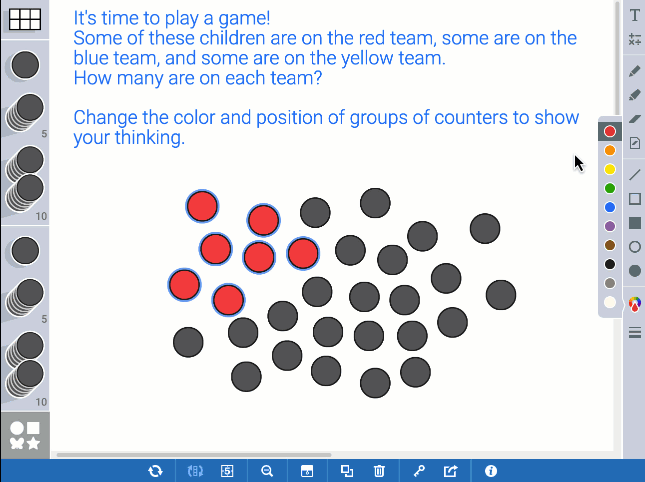 It's time to play a game!
Some of these children are on the red team, some are on the
blue team, and some are on the yellow team.
How many are on each team?
Change the color and position of groups of counters to show
your thinking.
5
10
5
10
T
5